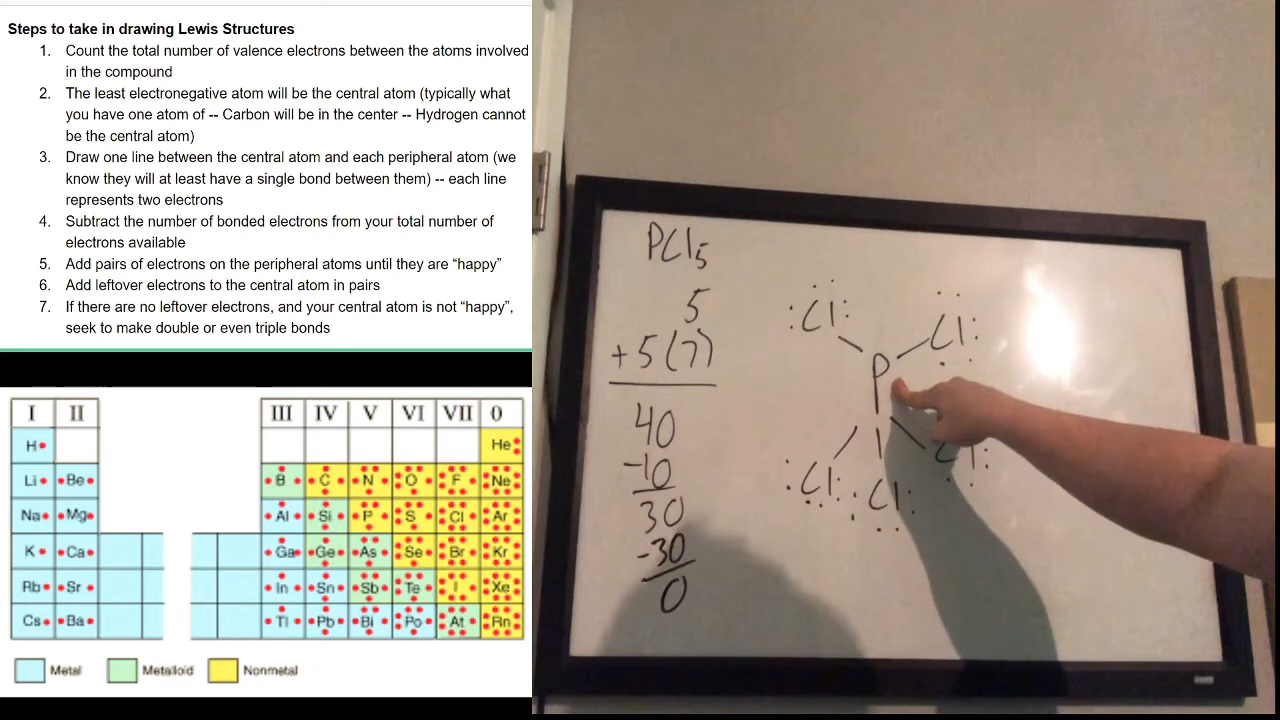 Steps to take in drawing Lewis Structures
1. Count the total number of valence electrons between the atoms involved
in the compound
2. The least electronegative atom will be the central atom (typically what
you have one atom of -- Carbon will be in the center -- Hydrogen cannot
be the central atom)
3. Draw one line between the central atom and each peripheral atom (we
know they will at least have a single bond between them) -- each line
represents two electrons
4. Subtract the number of bonded electrons from your total number of
electrons available
5. Add pairs of electrons on the peripheral atoms until they are “happy”
6. Add leftover electrons to the central atom in pairs
7. If there are no leftover electrons, and your central atom is not “happy”,
seek to make double or even triple bonds
I II III IV V VI VII 0
H He
Li Be B C N O F Ne
Na Mg Al Si P S Cl Ar
K Ca Ga Ge As Se Br Kr
Rb Sr In Sn Sb Te I Xe
Cs Ba Tl Pb Bi Po At Rn
Metal Metalloid Nonmetal
PCl5
5
+5(7)
40
-10
30
-30
0
Cl Cl
P
Cl Cl Cl